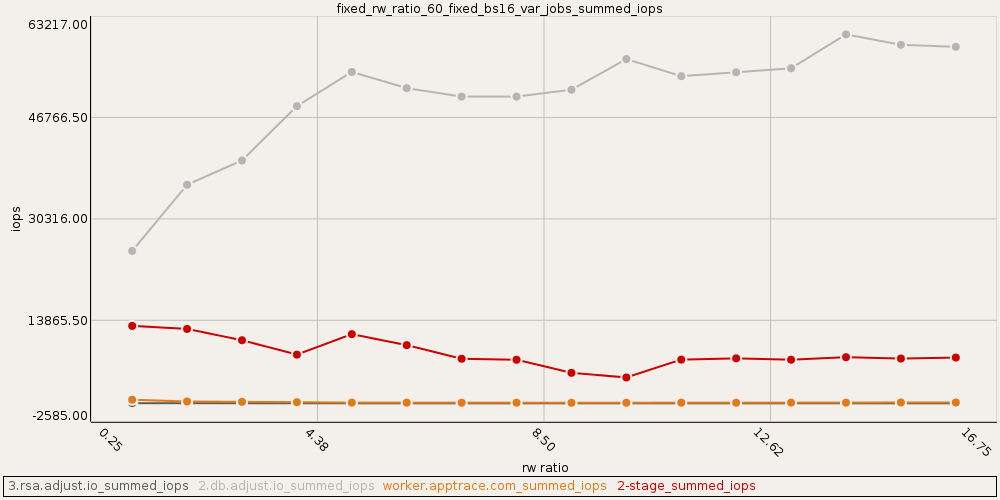 fixed_rw_ratio_60_fixed_bs16_var_jobs_summed_iops
63217.00
46766.50
30316.00
13865.50
-2585.00
iops
0.25
4.38
8.50
12.62
16.75
rw ratio
3.rsa.adjust.io_summed_iops 2.db.adjust.io_summed_iops worker.apptrace.com_summed_iops 2-stage_summed_iops